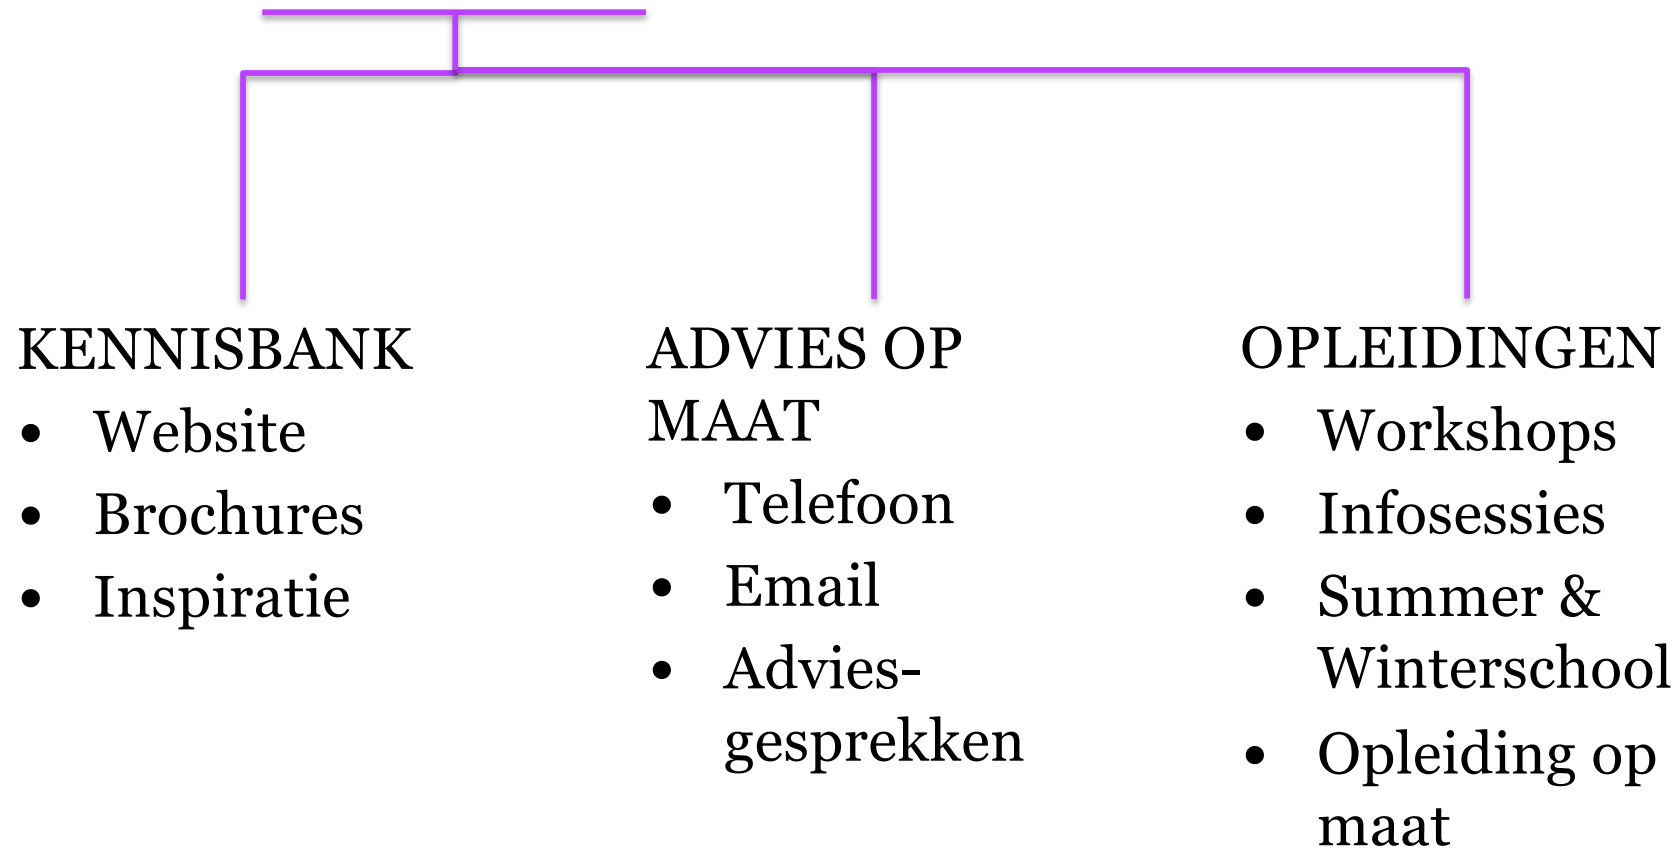 KENNISBANK
• Website
• Brochures
• Inspiratie
ADVIES OP
MAAT
• Telefoon
• Email
• Advies-
gesprekken
OPLEIDINGEN
• Workshops
• Infosessies
• Summer &
Winterschool
• Opleiding op
maat